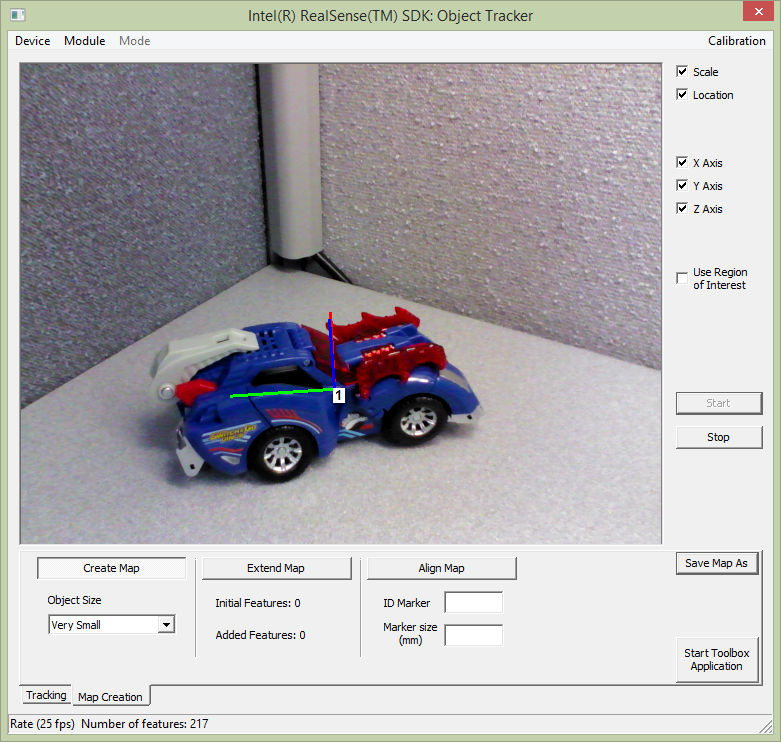 Intel(R) RealSense(TM) SDK: Object Tracker
Device Module Mode Calibration
Scale
Location
X Axis
Y Axis
Z Axis
Use Region
of Interest
1
Start
Stop
Create Map Extend Map Align Map Save Map As
Object Size Initial Features: 0 ID Marker
Very Small Added Features: 0 Marker size
(mm)
Start Toolbox
Application
Tracking Map Creation
Rate (25 fps) Number of features: 217